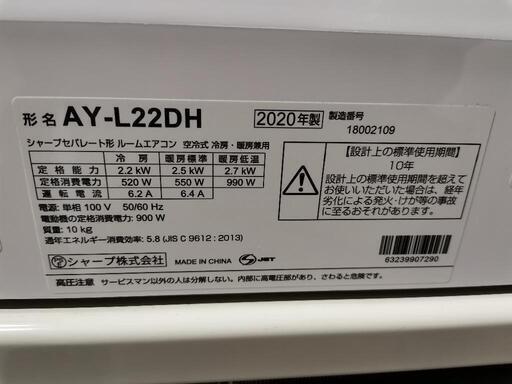 形名 AY-L22DH 2020年製 製造番号 18002109
シャープセパレート形 ルームエアコン 空冷式 冷房・暖房兼用
冷房 暖房標準 暖房低温
定格能力 2.2 kW 2.5 kW 2.7 kW
定格消費電力 520 W 550 W 990 W
運転電流 6.2 A 6.4 A
電源:単相 100 V 50/60 Hz
電動機の定格消費電力: 900 W
質量: 10 kg
通年エネルギー消費効率: 5.8 (JIS C 9612 : 2013)
シャープ株式会社 MADE IN CHINA JET
【設計上の標準使用期間】
10年
設計上の標準使用期間を超えて
お使いいただいた場合は、経年
劣化による発火・けが等の事故
に至るおそれがあります。
63239907290
高圧注意 サービスマン以外の人は分解しない。内部に高電圧部があり、さわると危険です。